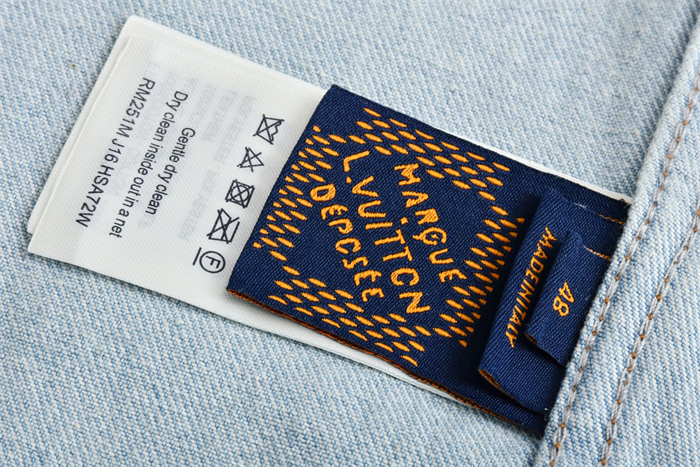 Gentle dry clean
Dry clean inside out in a net
RM251M J16 HSA72W
F
MARQUE
L.VUITTON
DÉPOSÉE
MADE IN ITALY
48